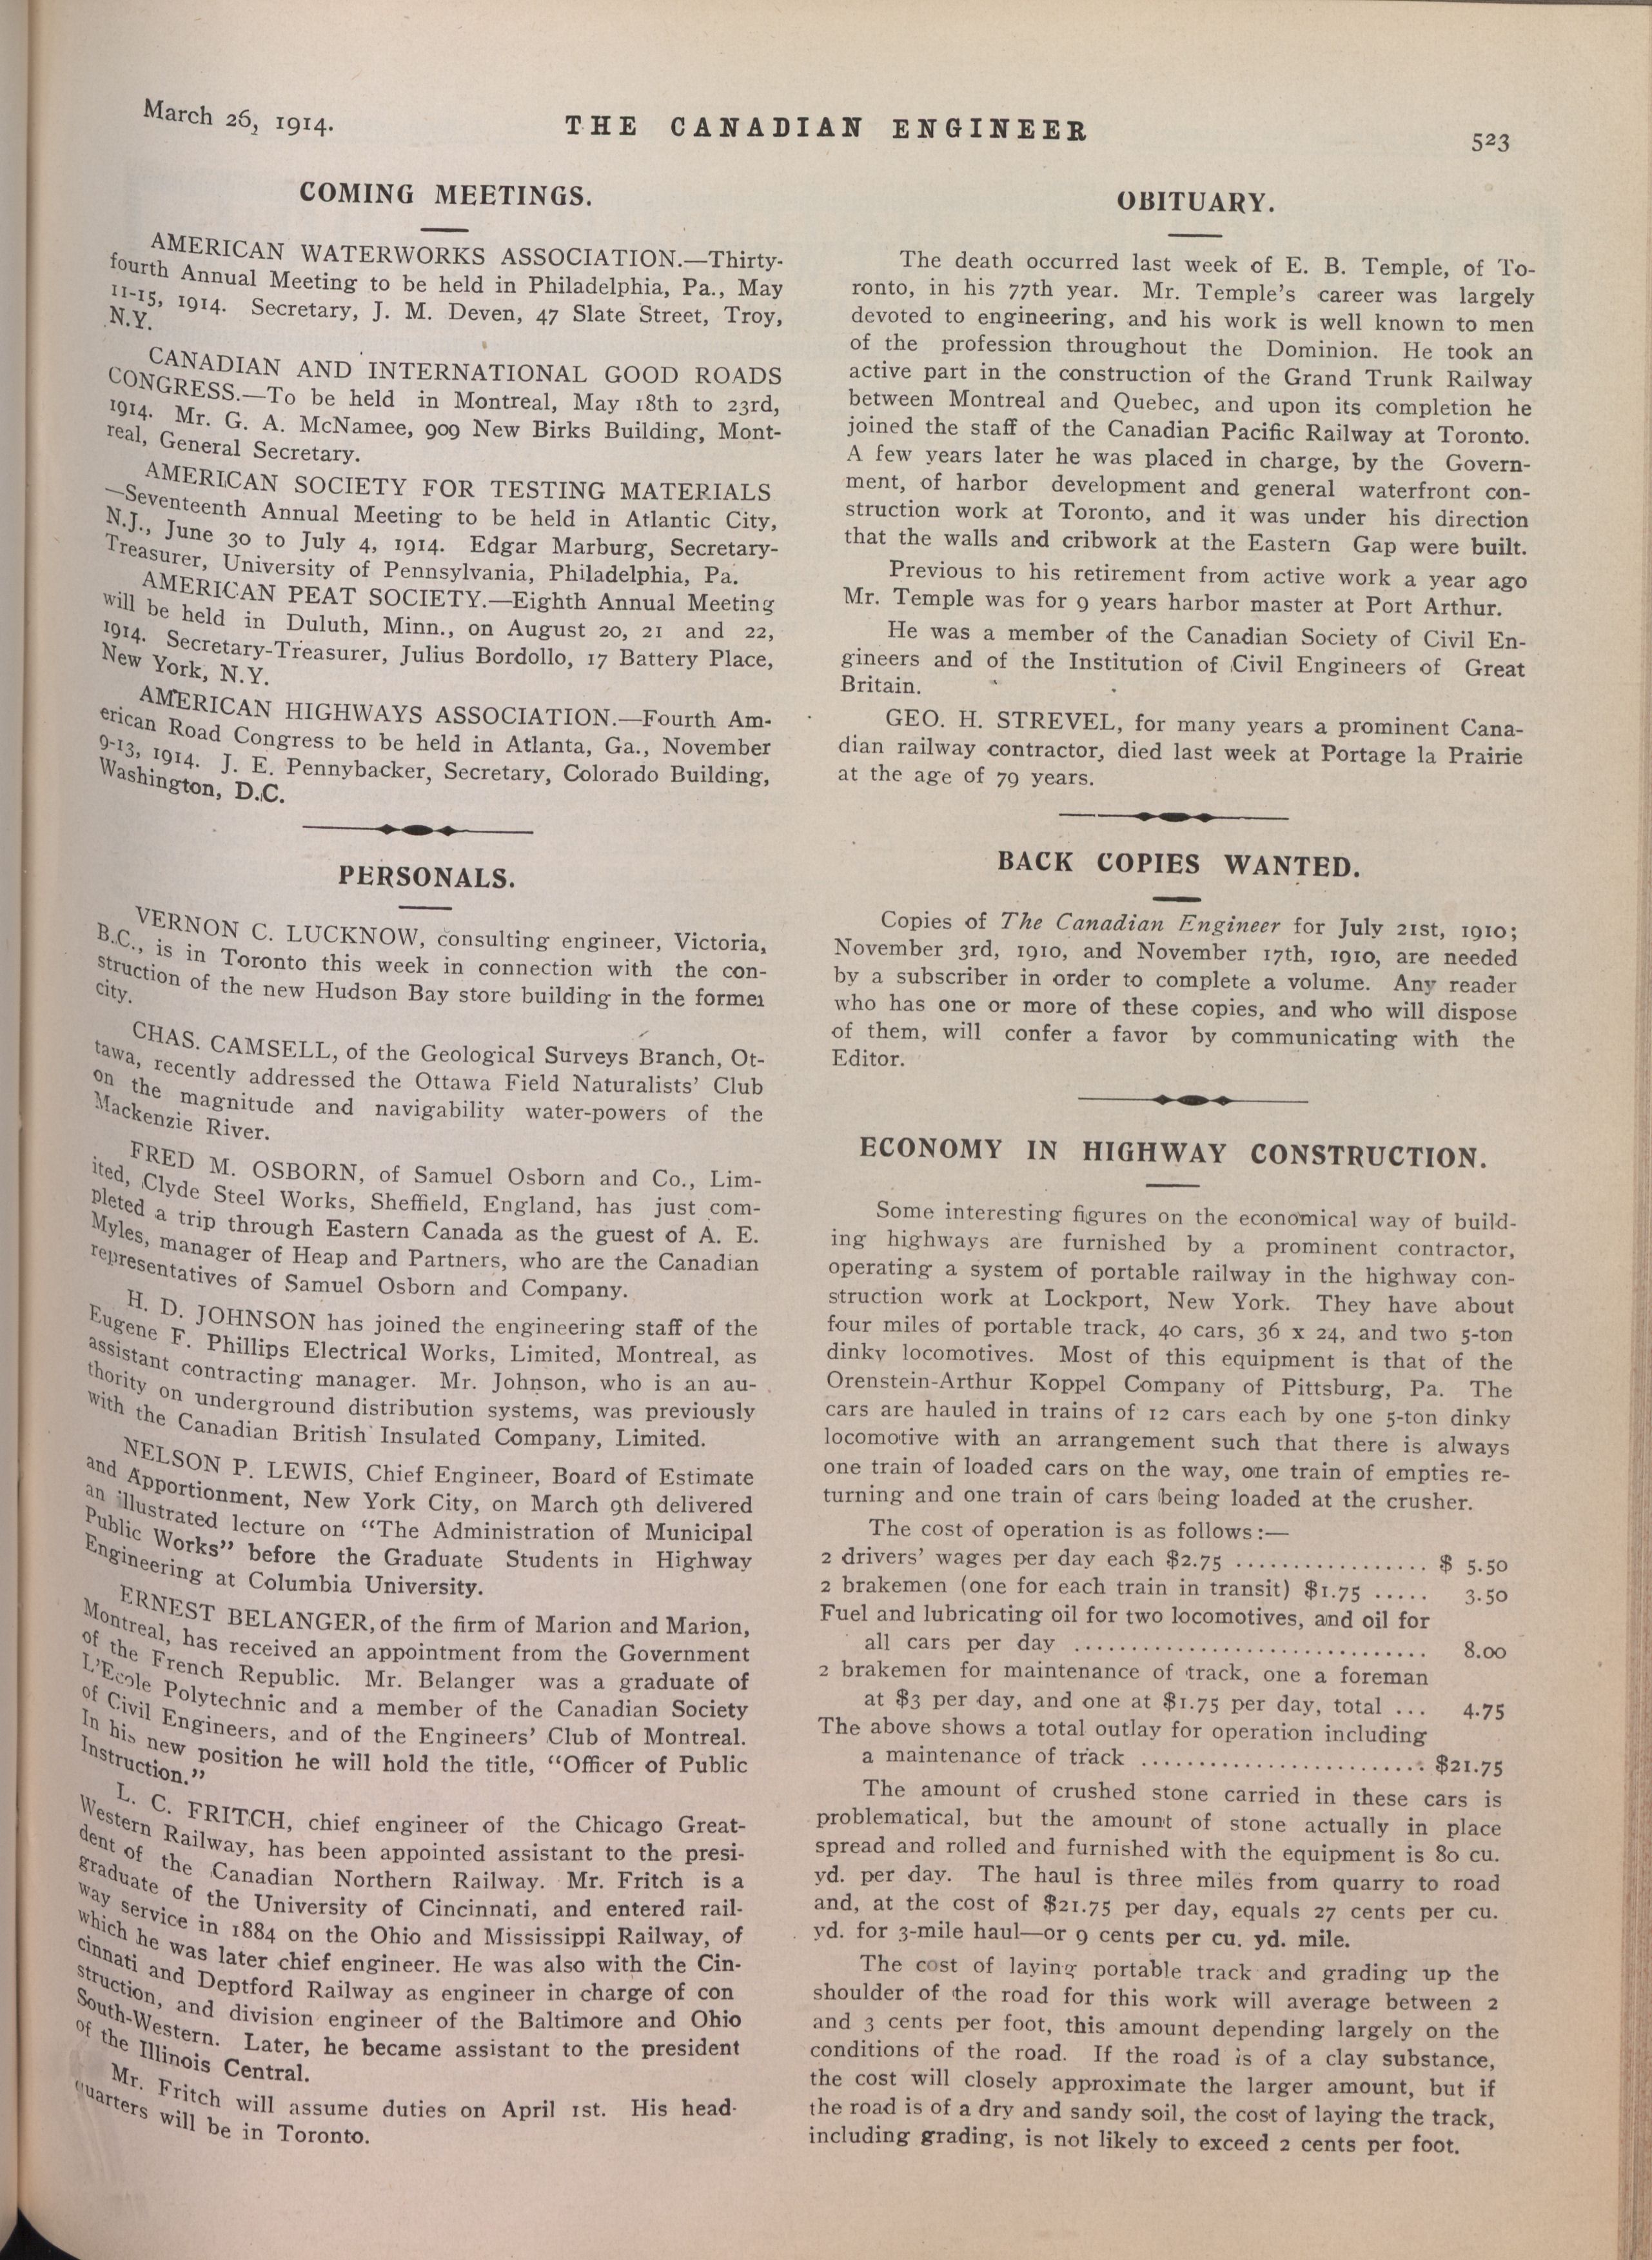 March 26, 1914.
THE CANADIAN ENGINEER
523
COMING MEETINGS.
AMERICAN WATERWORKS ASSOCIATION.—Thirty-
fourth Annual Meeting to be held in Philadelphia, Pa., May
11-15, 1914. Secretary, J. M. Deven, 47 Slate Street, Troy,
N.Y.
CANADIAN AND INTERNATIONAL GOOD ROADS
CONGRESS.—To be held in Montreal, May 18th to 23rd,
1914. Mr. G. A. McNamee, 909 New Birks Building, Mont-
real, General Secretary.
AMERICAN SOCIETY FOR TESTING MATERIALS
—Seventeenth Annual Meeting to be held in Atlantic City,
N.J., June 30 to July 4, 1914. Edgar Marburg, Secretary-
Treasurer, University of Pennsylvania, Philadelphia, Pa.
AMERICAN PEAT SOCIETY.—Eighth Annual Meeting
will be held in Duluth, Minn., on August 20, 21 and 22,
1914. Secretary-Treasurer, Julius Bordollo, 17 Battery Place,
New York, N.Y.
AMERICAN HIGHWAYS ASSOCIATION.—Fourth Am-
erican Road Congress to be held in Atlanta, Ga., November
9-13, 1914. J. E. Pennybacker, Secretary, Colorado Building,
Washington, D.C.
PERSONALS.
VERNON C. LUCKNOW, consulting engineer, Victoria,
B.C., is in Toronto this week in connection with the con-
struction of the new Hudson Bay store building in the former
city.
CHAS. CAMSELL, of the Geological Surveys Branch, Ot-
tawa, recently addressed the Ottawa Field Naturalists' Club
on the magnitude and navigability water-powers of the
Mackenzie River.
FRED M. OSBORN, of Samuel Osborn and Co., Lim-
ited, Clyde Steel Works, Sheffield, England, has just com-
pleted a trip through Eastern Canada as the guest of A. E.
Myles, manager of Heap and Partners, who are the Canadian
representatives of Samuel Osborn and Company.
H. D. JOHNSON has joined the engineering staff of the
Eugene F. Phillips Electrical Works, Limited, Montreal, as
assistant contracting manager. Mr. Johnson, who is an au-
thority on underground distribution systems, was previously
with the Canadian British Insulated Company, Limited.
NELSON P. LEWIS, Chief Engineer, Board of Estimate
and Apportionment, New York City, on March 9th delivered
an illustrated lecture on "The Administration of Municipal
Public Works" before the Graduate Students in Highway
Engineering at Columbia University.
ERNEST BELANGER, of the firm of Marion and Marion,
Montreal, has received an appointment from the Government
of the French Republic. Mr. Belanger was a graduate of
L'Ecole Polytechnic and a member of the Canadian Society
of Civil Engineers, and of the Engineers' Club of Montreal.
In his new position he will hold the title, "Officer of Public
Instruction."
L. C. FRITCH, chief engineer of the Chicago Great-
Western Railway, has been appointed assistant to the presi-
dent of the Canadian Northern Railway. Mr. Fritch is a
graduate of the University of Cincinnati, and entered rail-
way service in 1884 on the Ohio and Mississippi Railway, of
which he was later chief engineer. He was also with the Cin-
cinnati and Deptford Railway as engineer in charge of con
struction, and division engineer of the Baltimore and Ohio
South-Western. Later, he became assistant to the president
of the Illinois Central.
Mr. Fritch will assume duties on April 1st. His head-
quarters will be in Toronto.
OBITUARY.
The death occurred last week of E. B. Temple, of To-
ronto, in his 77th year. Mr. Temple's career was largely
devoted to engineering, and his work is well known to men
of the profession throughout the Dominion. He took an
active part in the construction of the Grand Trunk Railway
between Montreal and Quebec, and upon its completion he
joined the staff of the Canadian Pacific Railway at Toronto.
A few years later he was placed in charge, by the Govern-
ment, of harbor development and general waterfront con-
struction work at Toronto, and it was under his direction
that the walls and cribwork at the Eastern Gap were built.
Previous to his retirement from active work a year ago
Mr. Temple was for 9 years harbor master at Port Arthur.
He was a member of the Canadian Society of Civil En-
gineers and of the Institution of Civil Engineers of Great
Britain.
GEO. H. STREVEL, for many years a prominent Cana-
dian railway contractor, died last week at Portage la Prairie
at the age of 79 years.
BACK COPIES WANTED.
Copies of The Canadian Engineer for July 21st, 1910;
November 3rd, 1910, and November 17th, 1910, are needed
by a subscriber in order to complete a volume. Any reader
who has one or more of these copies, and who will dispose
of them, will confer a favor by communicating with the
Editor.
ECONOMY IN HIGHWAY CONSTRUCTION.
Some interesting figures on the economical way of build-
ing highways are furnished by a prominent contractor,
operating a system of portable railway in the highway con-
struction work at Lockport, New York. They have about
four miles of portable track, 40 cars, 36 x 24, and two 5-ton
dinky locomotives. Most of this equipment is that of the
Orenstein-Arthur Koppel Company of Pittsburg, Pa. The
cars are hauled in trains of 12 cars each by one 5-ton dinky
locomotive with an arrangement such that there is always
one train of loaded cars on the way, one train of empties re-
turning and one train of cars being loaded at the crusher.
The cost of operation is as follows:—
2 drivers' wages per day each $2.75 ................. $ 5.50
2 brakemen (one for each train in transit) $1.75 ..... 3.50
Fuel and lubricating oil for two locomotives, and oil for
all cars per day ............................... 8.00
2 brakemen for maintenance of track, one a foreman
at $3 per day, and one at $1.75 per day, total ... 4.75
The above shows a total outlay for operation including
a maintenance of track ......................... $21.75
The amount of crushed stone carried in these cars is
problematical, but the amount of stone actually in place
spread and rolled and furnished with the equipment is 80 cu.
yd. per day. The haul is three miles from quarry to road
and, at the cost of $21.75 per day, equals 27 cents per cu.
yd. for 3-mile haul—or 9 cents per cu. yd. mile.
The cost of laying portable track and grading up the
shoulder of the road for this work will average between 2
and 3 cents per foot, this amount depending largely on the
conditions of the road. If the road is of a clay substance,
the cost will closely approximate the larger amount, but if
the road is of a dry and sandy soil, the cost of laying the track,
including grading, is not likely to exceed 2 cents per foot.